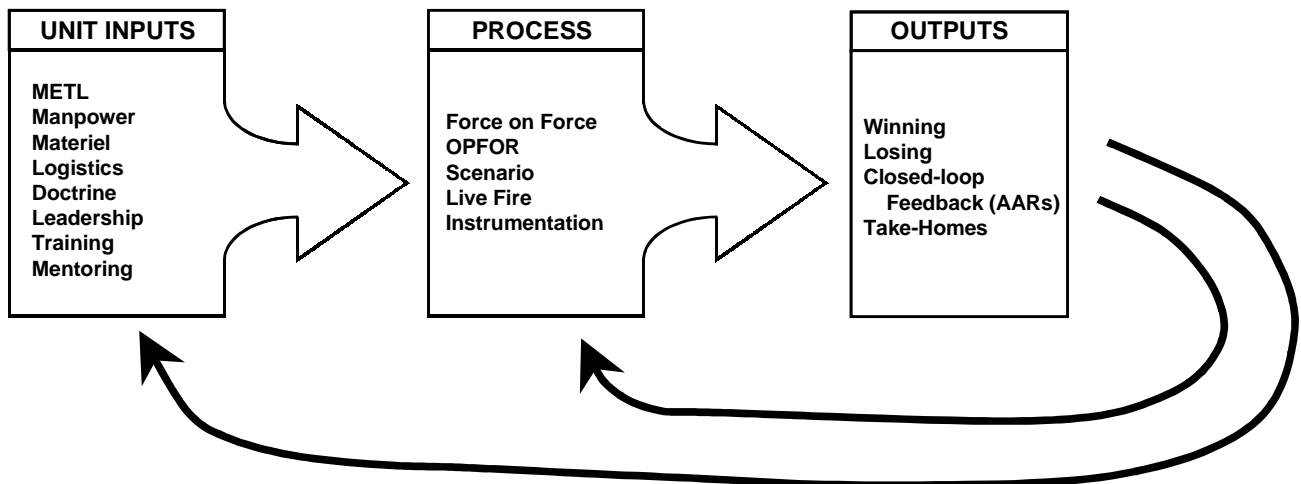 UNIT INPUTS
METL
Manpower
Materiel
Logistics
Doctrine
Leadership
Training
Mentoring
PROCESS
Force on Force
OPFOR
Scenario
Live Fire
Instrumentation
OUTPUTS
Winning
Losing
Closed-loop
Feedback (AARs)
Take-Homes